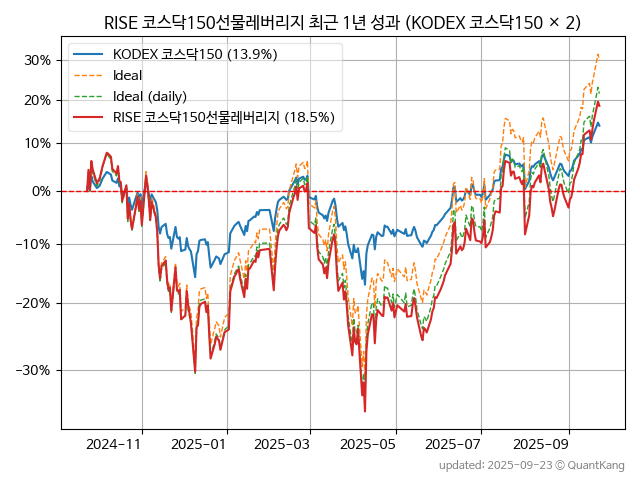 RISE 코스닥150선물레버리지 최근 1년 성과 (KODEX 코스닥150 × 2)
KODEX 코스닥150 (13.9%)
Ideal
Ideal (daily)
RISE 코스닥150선물레버리지 (18.5%)
30%
20%
10%
0%
−10%
−20%
−30%
2024-11 2025-01 2025-03 2025-05 2025-07 2025-09
updated: 2025-09-23 ⓒ QuantKang